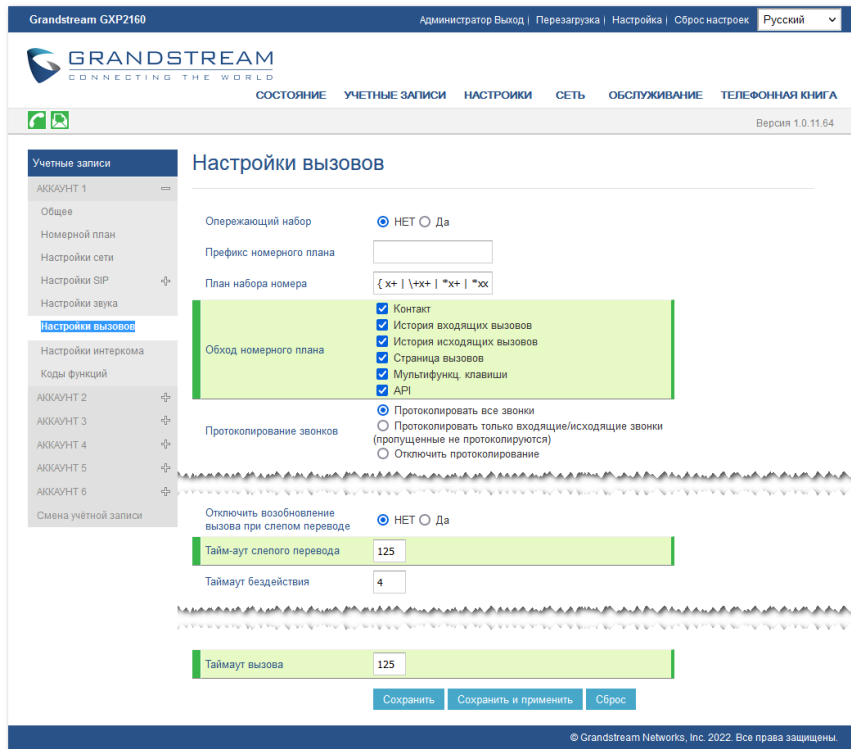 Grandstream GXP2160
Администратор Выход | Перезагрузка | Настройка | Сброс настроек Русский
GRANDSTREAM
CONNECTING THE WORLD
СОСТОЯНИЕ УЧЕТНЫЕ ЗАПИСИ НАСТРОЙКИ СЕТЬ ОБСЛУЖИВАНИЕ ТЕЛЕФОННАЯ КНИГА
Версия 1.0.11.64
Учетные записи
АККАУНТ 1
Общее
Номерной план
Настройки сети
Настройки SIP
Настройки звука
Настройки вызовов
Настройки интеркома
Коды функций
АККАУНТ 2
АККАУНТ 3
АККАУНТ 4
АККАУНТ 5
АККАУНТ 6
Смена учётной записи
Настройки вызовов
Опережающий набор НЕТ Да
Префикс номерного плана
План набора номера { x+ | \+x+ | *x+ | *xx
Обход номерного плана
Контакт
История входящих вызовов
История исходящих вызовов
Страница вызовов
Мультифункц. клавиши
API
Протоколирование звонков
Протоколировать все звонки
Протоколировать только входящие/исходящие звонки
(пропущенные не протоколируются)
Отключить протоколирование
Отключить возобновление
вызова при слепом переводе НЕТ Да
Тайм-аут слепого перевода 125
Таймаут бездействия 4
Таймаут вызова 125
Сохранить Сохранить и применить Сброс
© Grandstream Networks, Inc. 2022. Все права защищены.